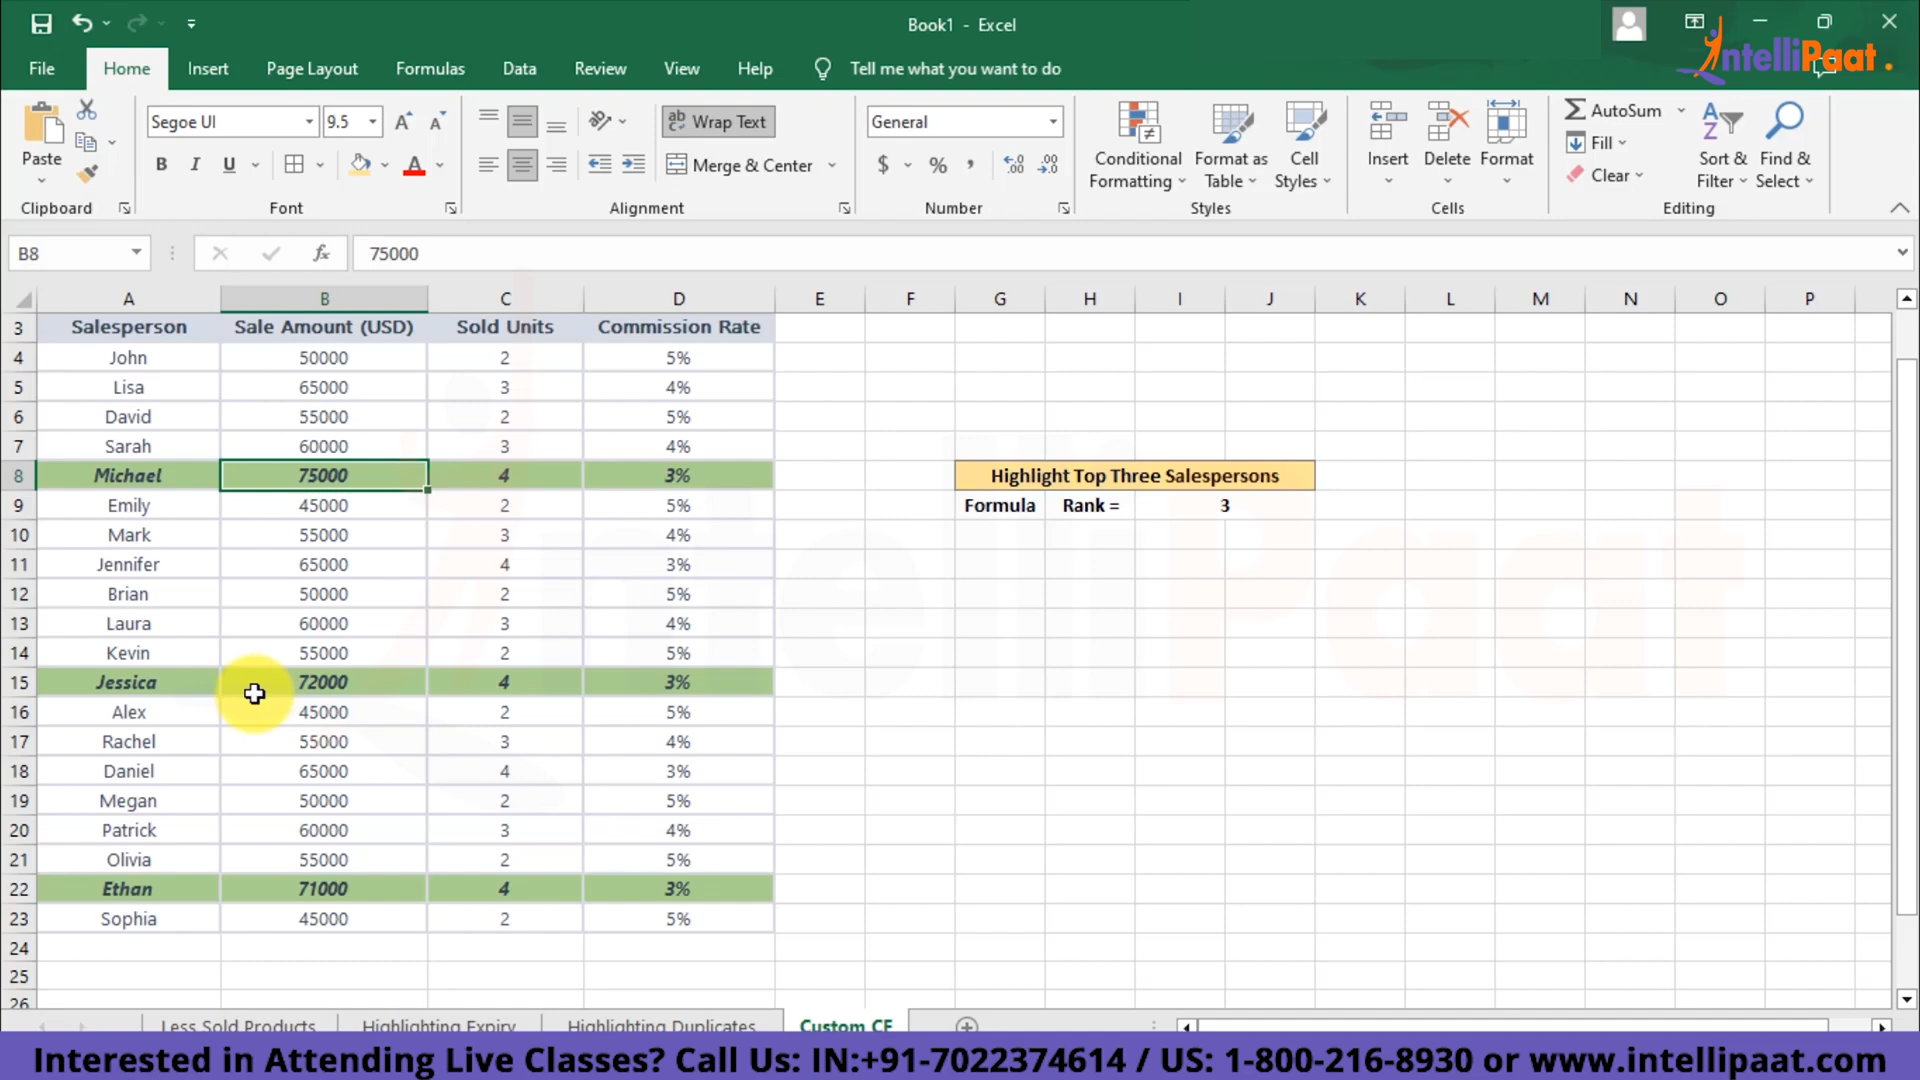 Book1 - Excel
IntelliPaat
File Home Insert Page Layout Formulas Data Review View Help Tell me what you want to do
Paste
Segoe UI 9.5
B I U
Wrap Text
Merge & Center
General
$ %
Conditional Formatting
Format as Table
Cell Styles
Insert Delete Format
AutoSum
Fill
Clear
Sort & Filter
Find & Select
Clipboard Font Alignment Number Styles Cells Editing
B8 fx 75000
A B C D E F G H I J K L M N O P
3 Salesperson Sale Amount (USD) Sold Units Commission Rate
4 John 50000 2 5%
5 Lisa 65000 3 4%
6 David 55000 2 5%
7 Sarah 60000 3 4%
8 Michael 75000 4 3% Highlight Top Three Salespersons
9 Emily 45000 2 5% Formula Rank = 3
10 Mark 55000 3 4%
11 Jennifer 65000 4 3%
12 Brian 50000 2 5%
13 Laura 60000 3 4%
14 Kevin 55000 2 5%
15 Jessica 72000 4 3%
16 Alex 45000 2 5%
17 Rachel 55000 3 4%
18 Daniel 65000 4 3%
19 Megan 50000 2 5%
20 Patrick 60000 3 4%
21 Olivia 55000 2 5%
22 Ethan 71000 4 3%
23 Sophia 45000 2 5%
24
25
26
Less Sold Products Highlighting Expiry Highlighting Duplicates Custom CF
Interested in Attending Live Classes? Call Us: IN:+91-7022374614 / US: 1-800-216-8930 or www.intellipaat.com